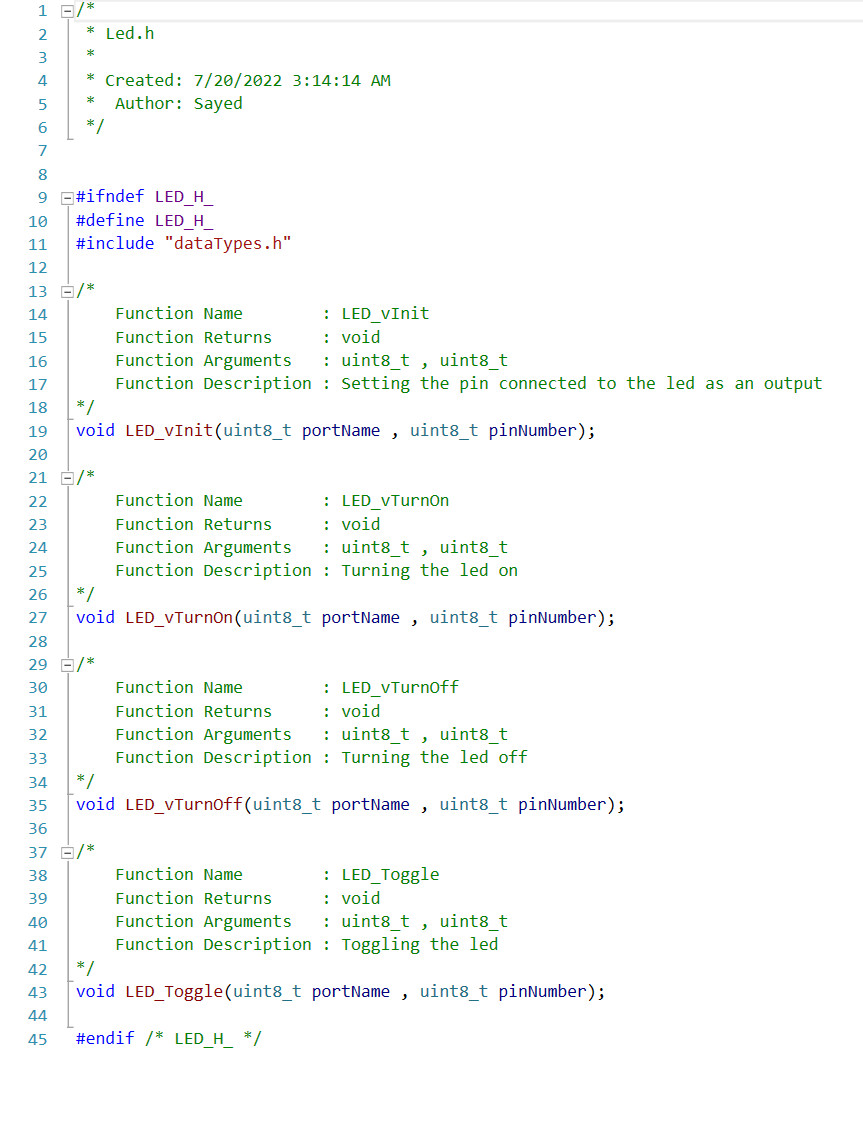 1 /*
2  * Led.h
3  *
4  * Created: 7/20/2022 3:14:14 AM
5  *  Author: Sayed
6  */
7
8
9 #ifndef LED_H_
10 #define LED_H_
11 #include "dataTypes.h"
12
13 /*
14     Function Name        : LED_vInit
15     Function Returns     : void
16     Function Arguments   : uint8_t , uint8_t
17     Function Description : Setting the pin connected to the led as an output
18 */
19 void LED_vInit(uint8_t portName , uint8_t pinNumber);
20
21 /*
22     Function Name        : LED_vTurnOn
23     Function Returns     : void
24     Function Arguments   : uint8_t , uint8_t
25     Function Description : Turning the led on
26 */
27 void LED_vTurnOn(uint8_t portName , uint8_t pinNumber);
28
29 /*
30     Function Name        : LED_vTurnOff
31     Function Returns     : void
32     Function Arguments   : uint8_t , uint8_t
33     Function Description : Turning the led off
34 */
35 void LED_vTurnOff(uint8_t portName , uint8_t pinNumber);
36
37 /*
38     Function Name        : LED_Toggle
39     Function Returns     : void
40     Function Arguments   : uint8_t , uint8_t
41     Function Description : Toggling the led
42 */
43 void LED_Toggle(uint8_t portName , uint8_t pinNumber);
44
45 #endif /* LED_H_ */